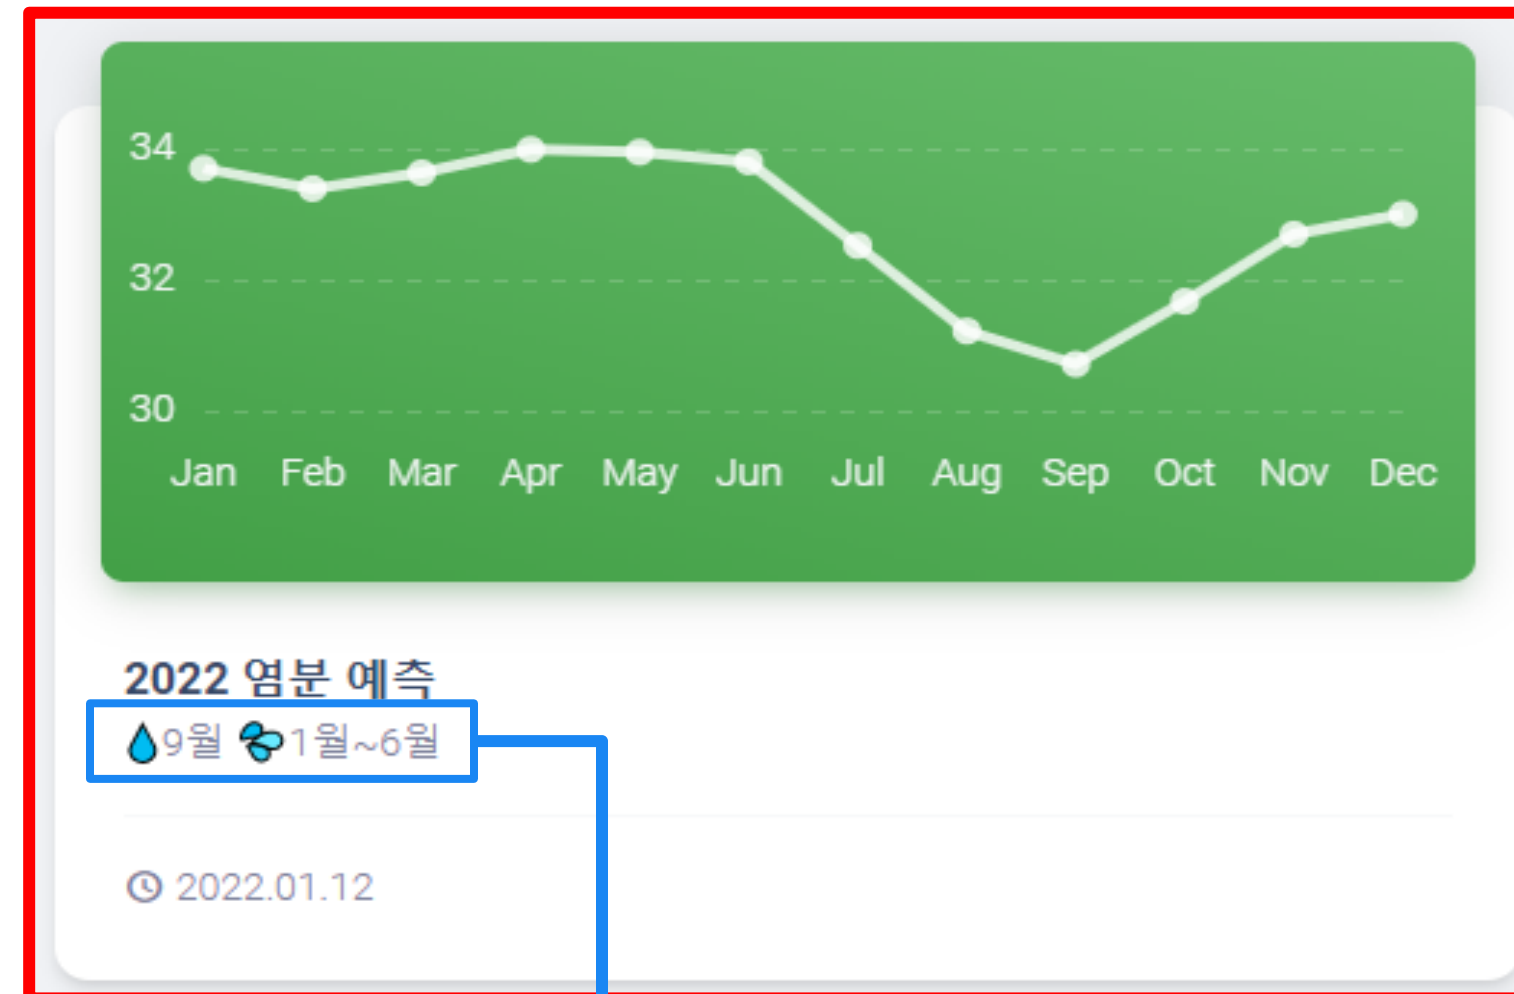 34
32
30
Jan Feb Mar Apr May Jun Jul Aug Sep Oct Nov Dec
2022 염분 예측
💧9월 💦1월~6월
2022.01.12